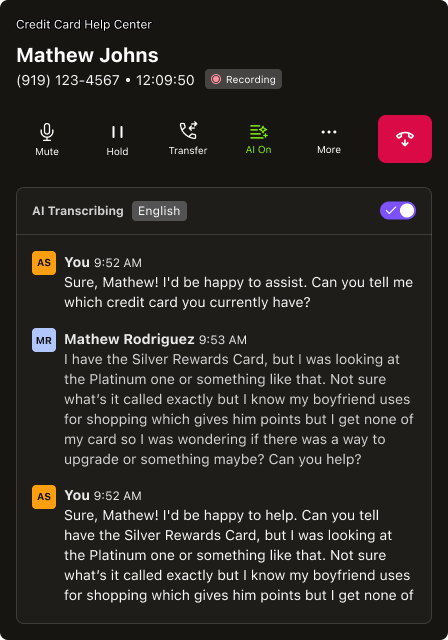 Credit Card Help Center
Mathew Johns
(919) 123-4567 • 12:09:50 Recording
Mute Hold Transfer AI On More
AI Transcribing English
AS You 9:52 AM
Sure, Mathew! I'd be happy to assist. Can you tell me
which credit card you currently have?
MR Mathew Rodriguez 9:53 AM
I have the Silver Rewards Card, but I was looking at
the Platinum one or something like that. Not sure
what's it called exactly but I know my boyfriend uses
for shopping which gives him points but I get none of
my card so I was wondering if there was a way to
upgrade or something maybe? Can you help?
AS You 9:52 AM
Sure, Mathew! I'd be happy to help. Can you tell
have the Silver Rewards Card, but I was looking at
the Platinum one or something like that. Not sure
what's it called exactly but I know my boyfriend uses
for shopping which gives him points but I get none of